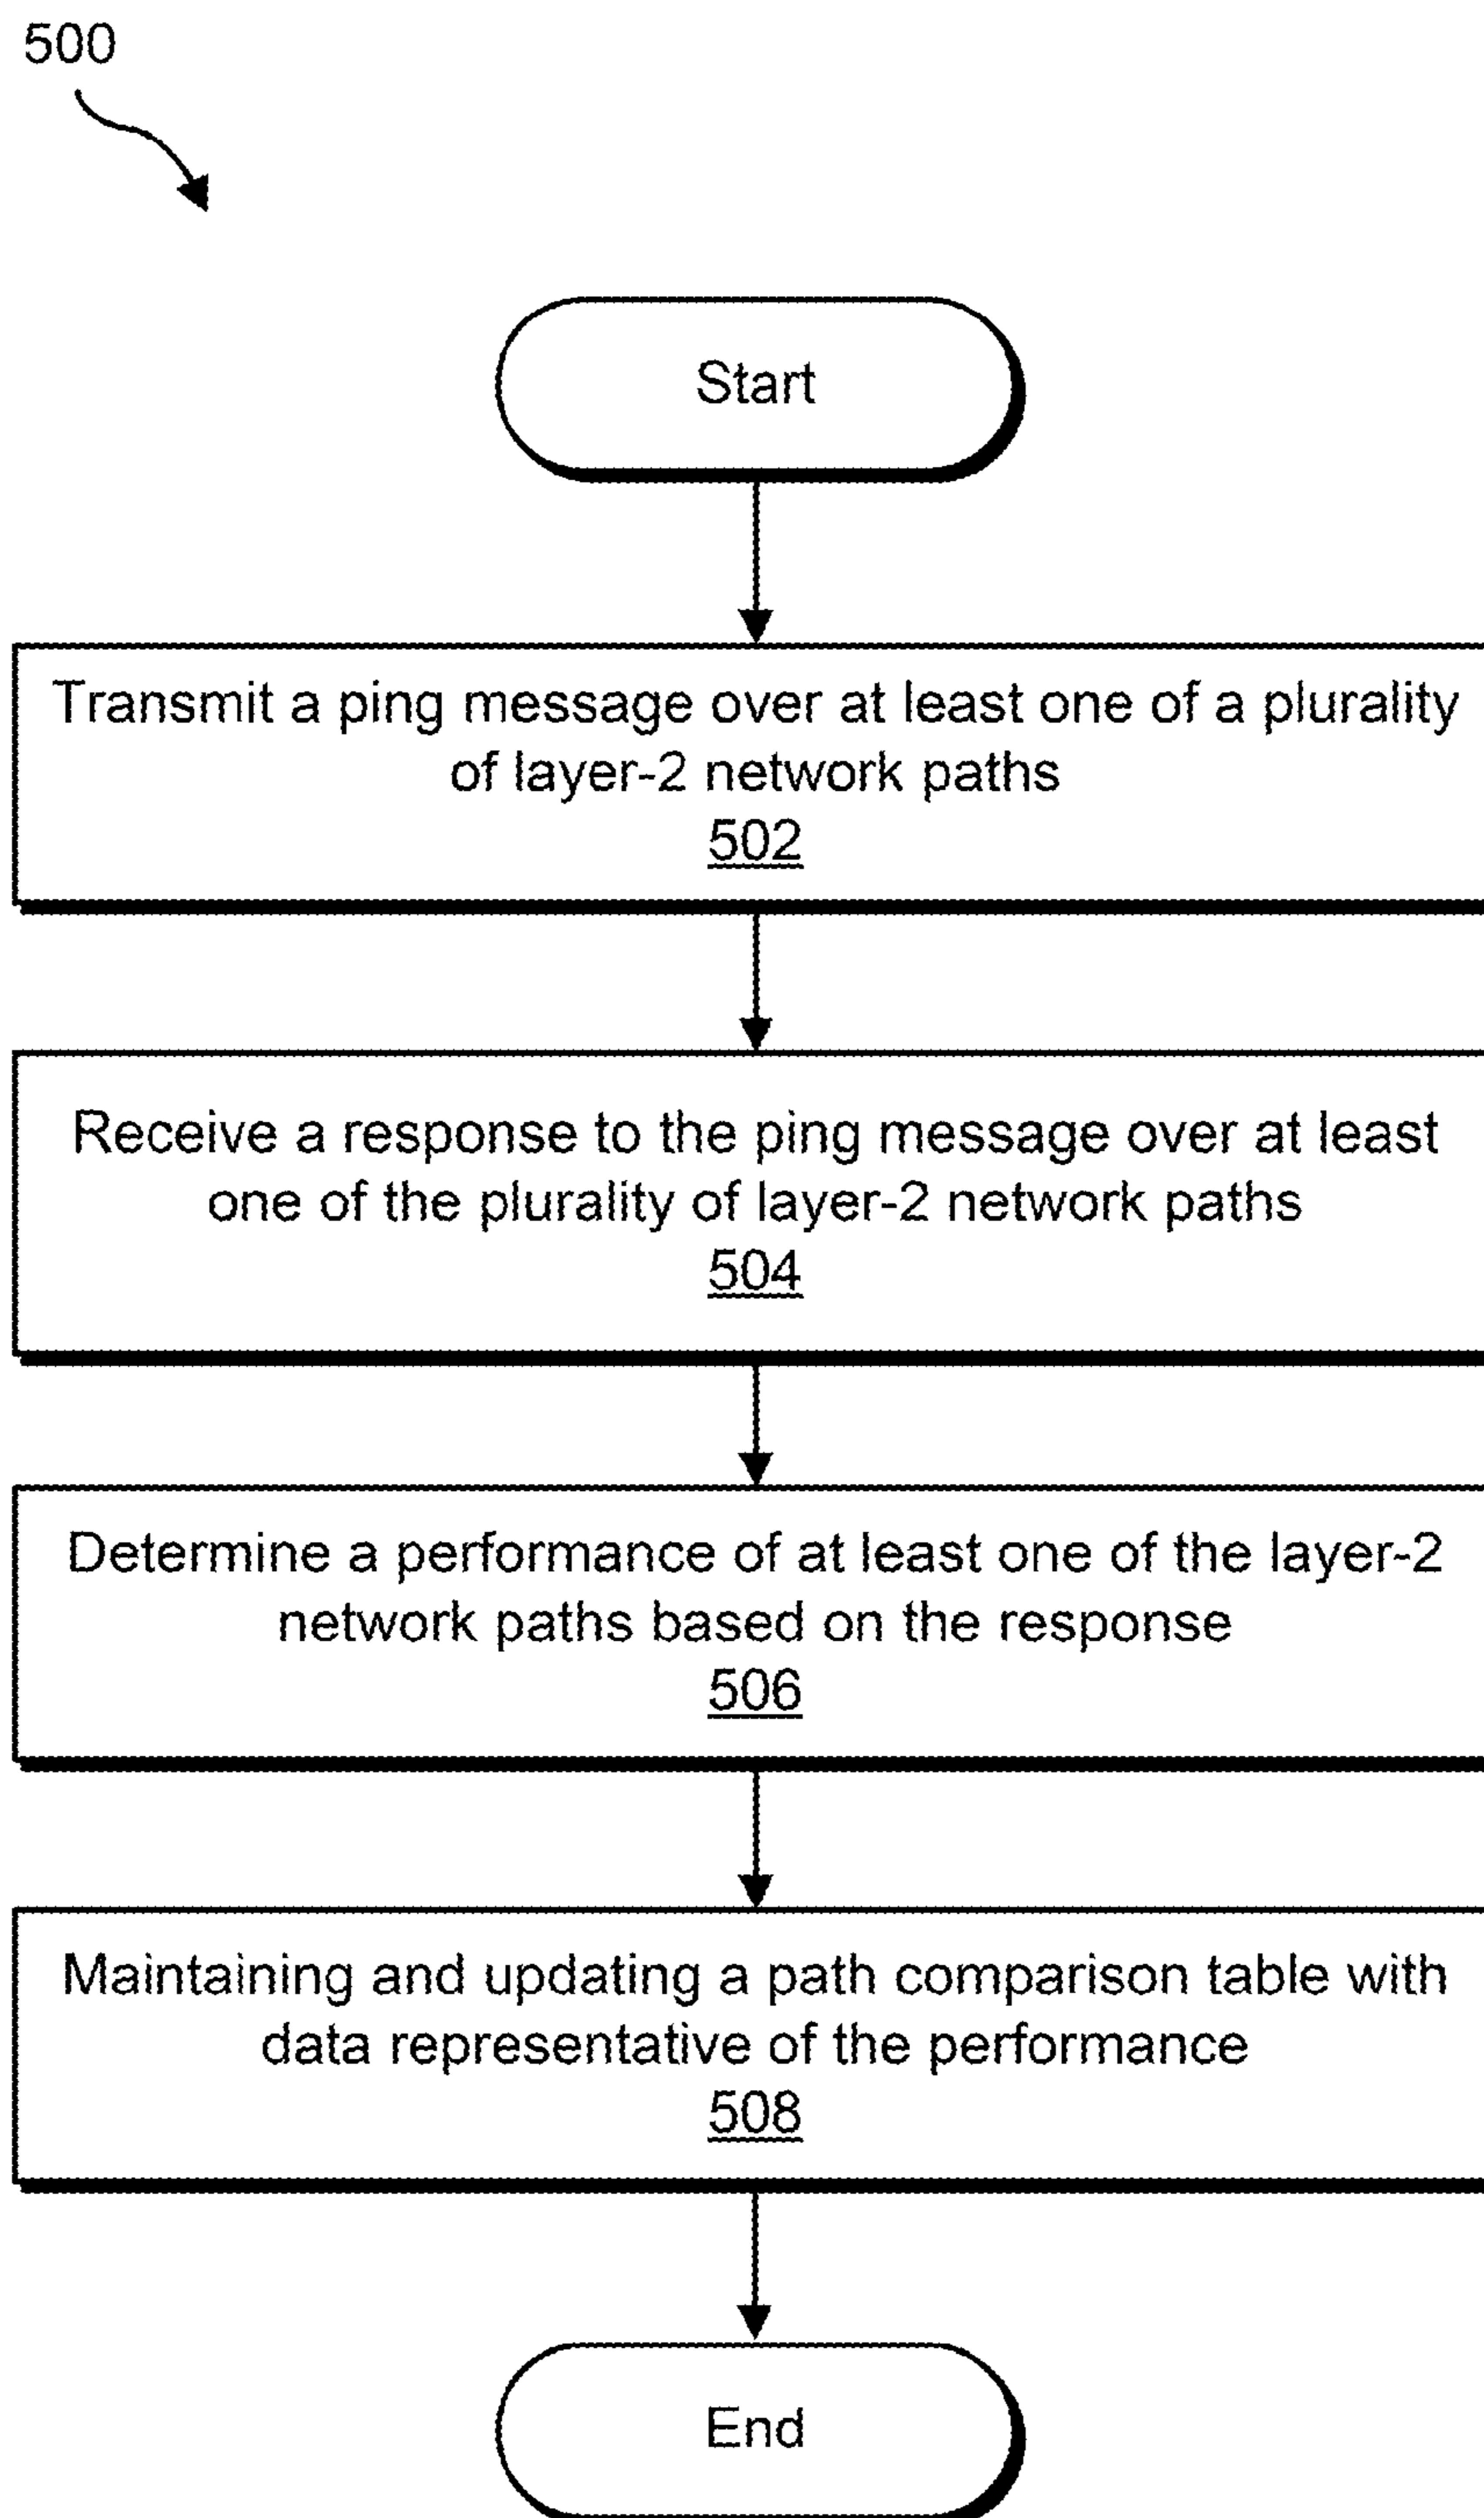 500
Start
Transmit a ping message over at least one of a plurality
of layer-2 network paths
502
Receive a response to the ping message over at least
one of the plurality of layer-2 network paths
504
Determine a performance of at least one of the layer-2
network paths based on the response
506
Maintaining and updating a path comparison table with
data representative of the performance
508
End